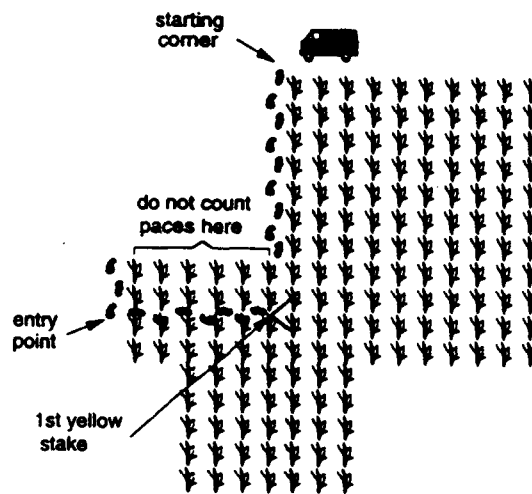 starting
corner
do not count
paces here
entry
point
1st yellow
stake